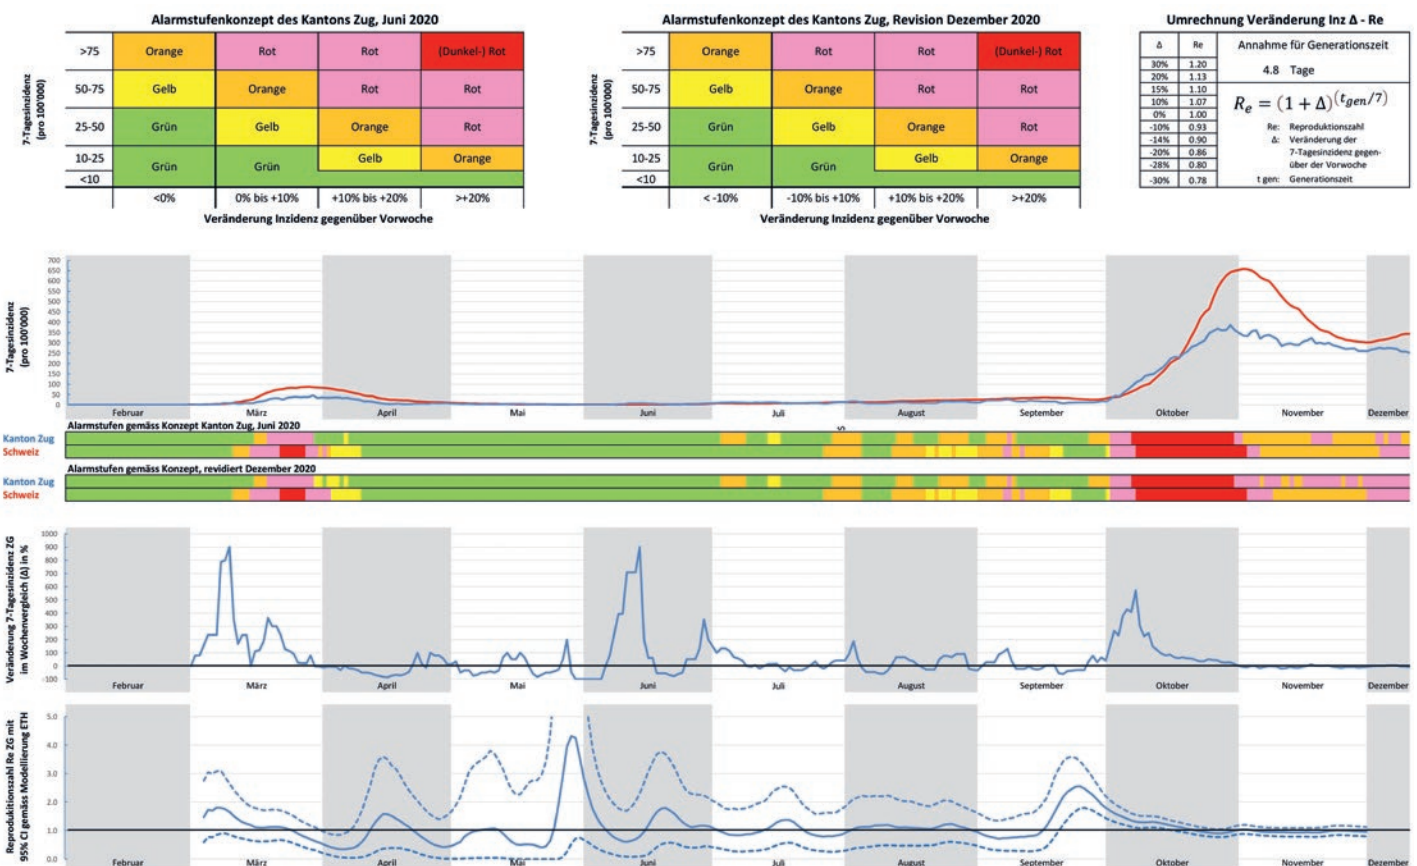 Alarmstufenkonzept des Kantons Zug, Juni 2020
7-Tagesinzidenz
(pro 100'000)
>75 Orange Rot Rot (Dunkel-) Rot
50-75 Gelb Orange Rot Rot
25-50 Grün Gelb Orange Rot
10-25 Grün Grün Gelb Orange
<10
<0% 0% bis +10% +10% bis +20% >+20%
Veränderung Inzidenz gegenüber Vorwoche
Alarmstufenkonzept des Kantons Zug, Revision Dezember 2020
7-Tagesinzidenz
(pro 100'000)
>75 Orange Rot Rot (Dunkel-) Rot
50-75 Gelb Orange Rot Rot
25-50 Grün Gelb Orange Rot
10-25 Grün Grün Gelb Orange
<10
< -10% -10% bis +10% +10% bis +20% >+20%
Veränderung Inzidenz gegenüber Vorwoche
Umrechnung Veränderung Inz Δ - Re
Δ Re
30% 1.20
20% 1.13
15% 1.10
10% 1.07
0% 1.00
-10% 0.93
-14% 0.90
-20% 0.86
-28% 0.80
-30% 0.78
Annahme für Generationszeit
4.8 Tage
Re = (1 + Δ)^(tgen/7)
Re: Reproduktionszahl
Δ: Veränderung der
7-Tagesinzidenz gegen-
über der Vorwoche
t gen: Generationszeit
7-Tagesinzidenz
(pro 100'000)
700
650
600
550
500
450
400
350
300
250
200
150
100
50
0
Februar März April Mai Juni Juli August September Oktober November Dezember
Alarmstufen gemäss Konzept Kanton Zug, Juni 2020
Kanton Zug
Schweiz
Alarmstufen gemäss Konzept, revidiert Dezember 2020
Kanton Zug
Schweiz
Veränderung 7-Tagesinzidenz ZG
im Wochenvergleich (Δ) in %
1000
900
800
700
600
500
400
300
200
100
0
-100
Februar März April Mai Juni Juli August September Oktober November Dezember
Reproduktionszahl Re ZG mit
95% CI gemäss Modellierung ETH
5.0
4.0
3.0
2.0
1.0
0.0
Februar März April Mai Juni Juli August September Oktober November Dezember